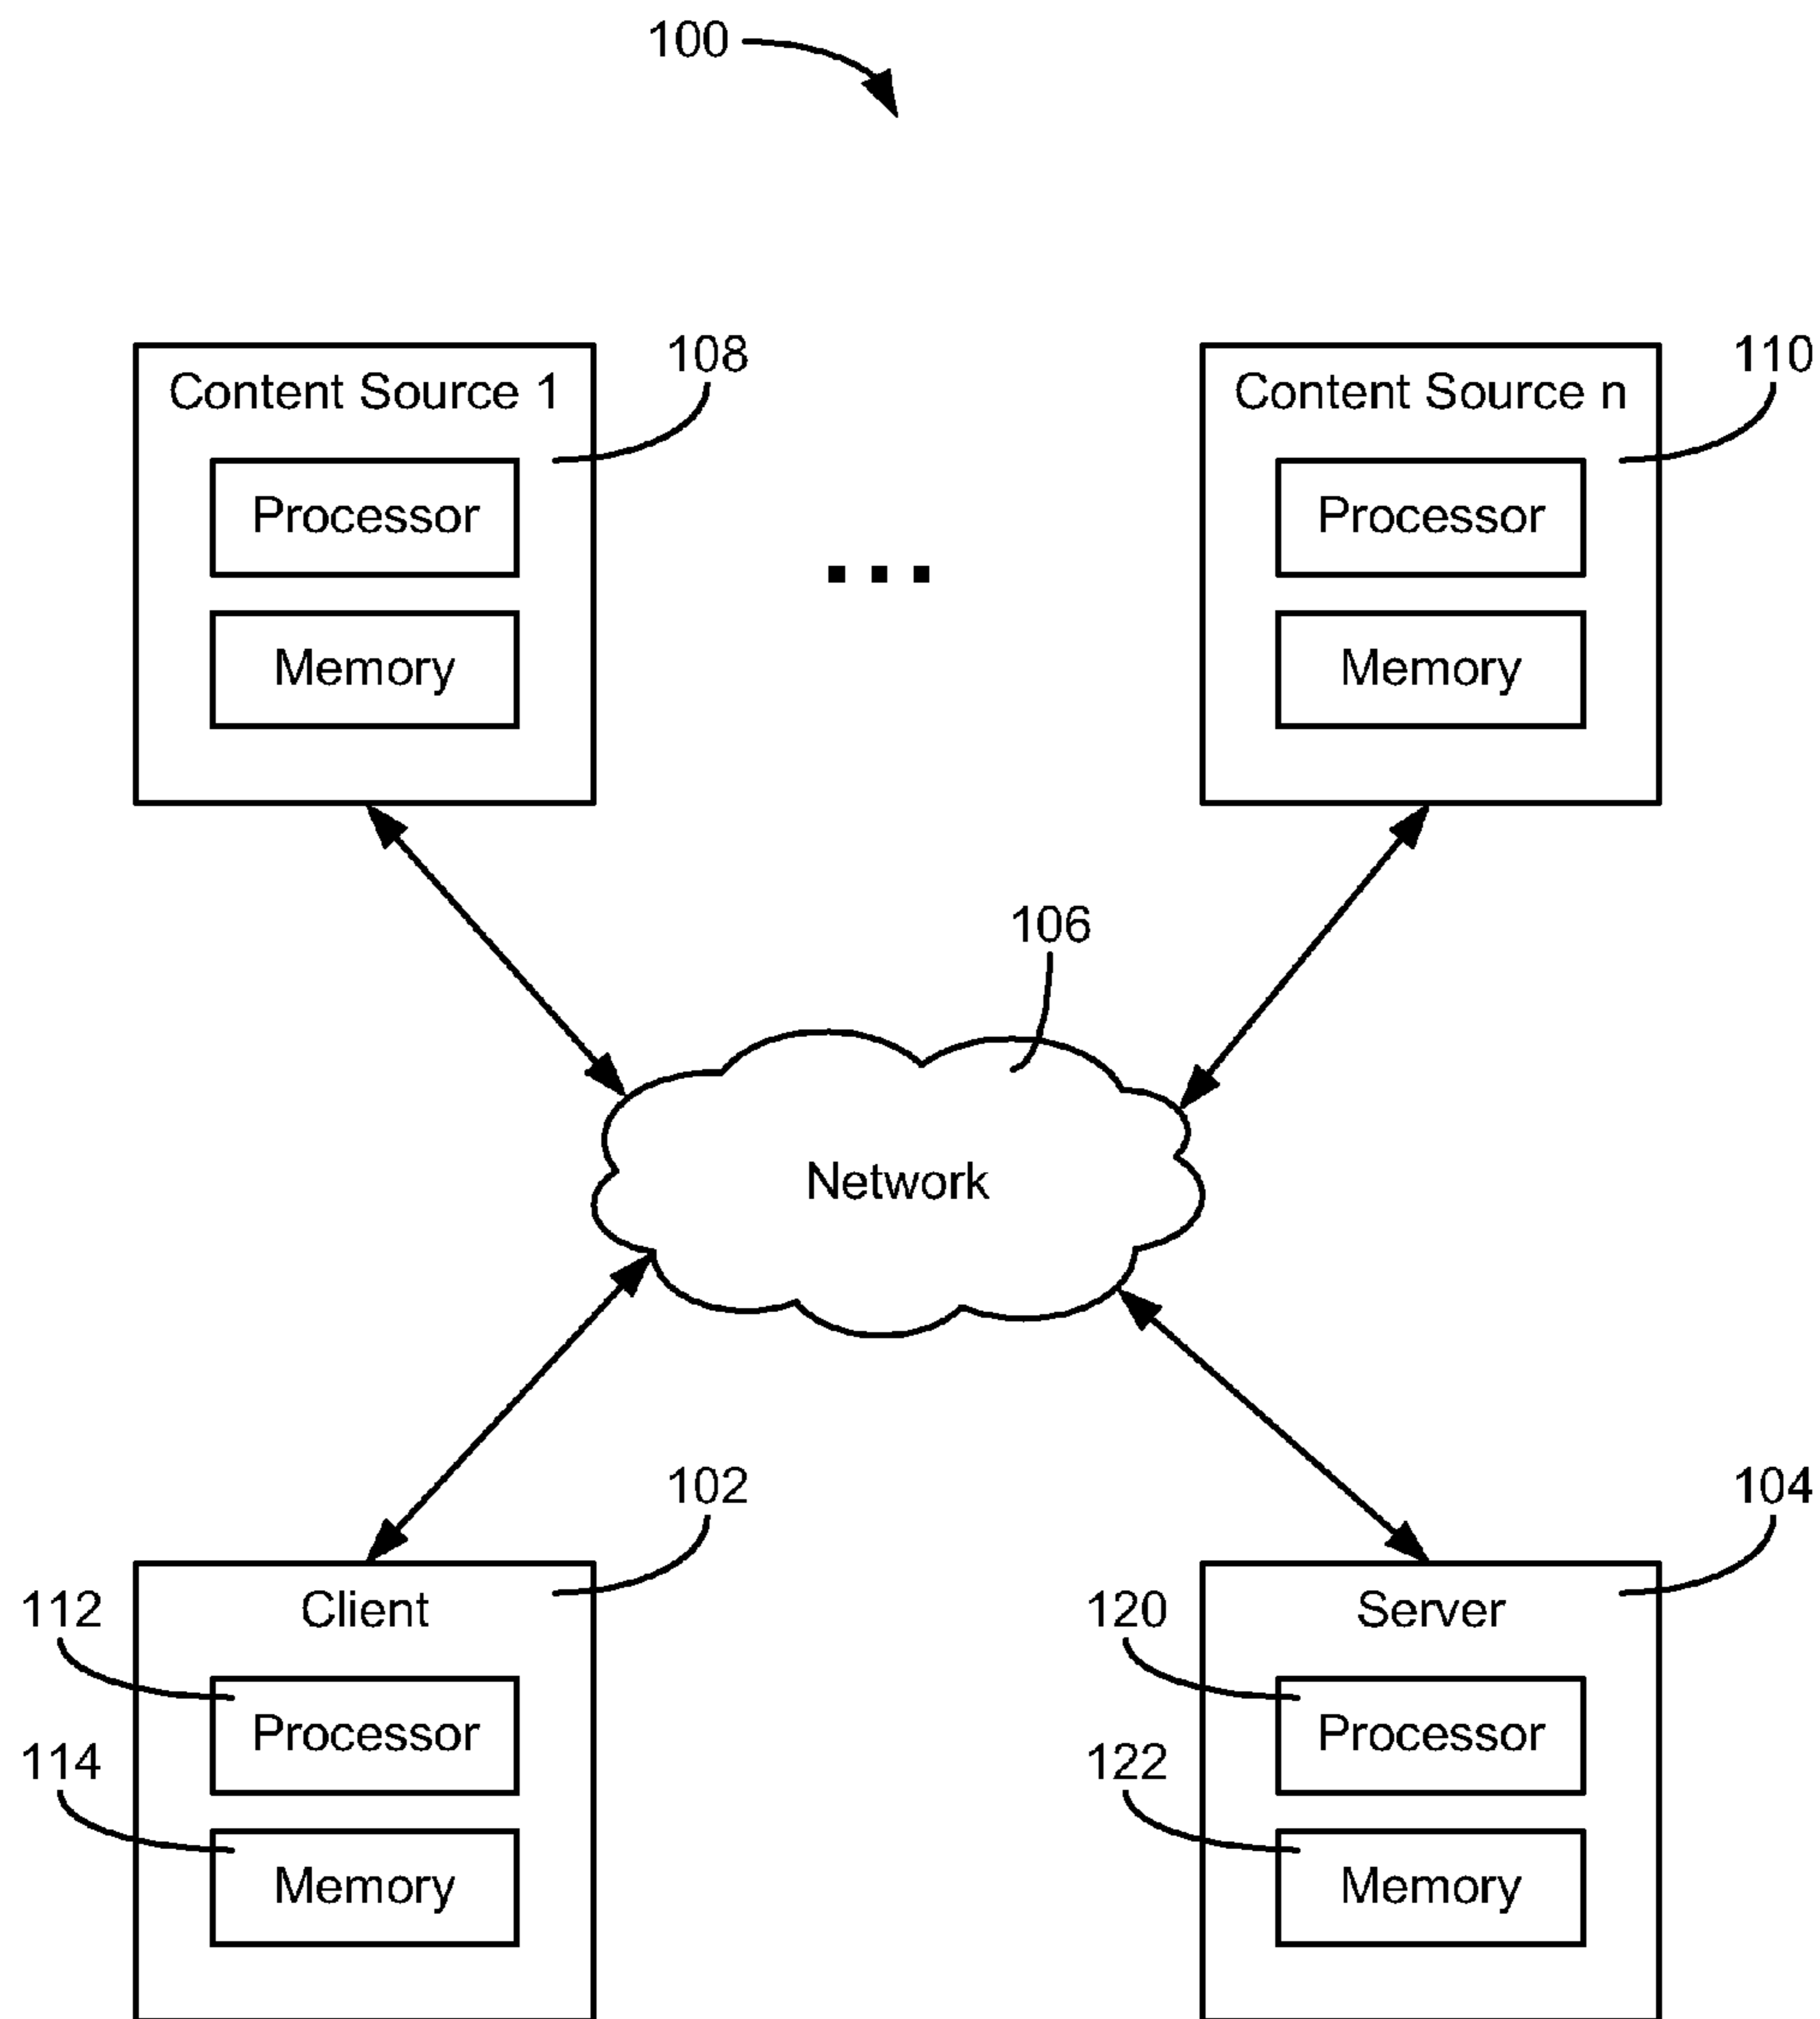 100
108
110
Content Source 1
Content Source n
Processor
Processor
...
Memory
Memory
106
Network
102
104
112
Client
120
Server
Processor
Processor
114
122
Memory
Memory